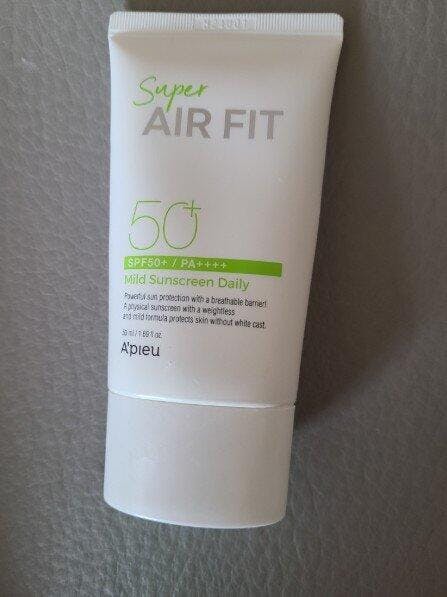 Super
AIR FIT
50+
SPF50+ / PA++++
Mild Sunscreen Daily
Powerful sun protection with a breathable barrier!
A physical sunscreen with a weightless
and mild formula protects skin without white cast.
50 ml / 1.69 fl.oz.
A'pieu